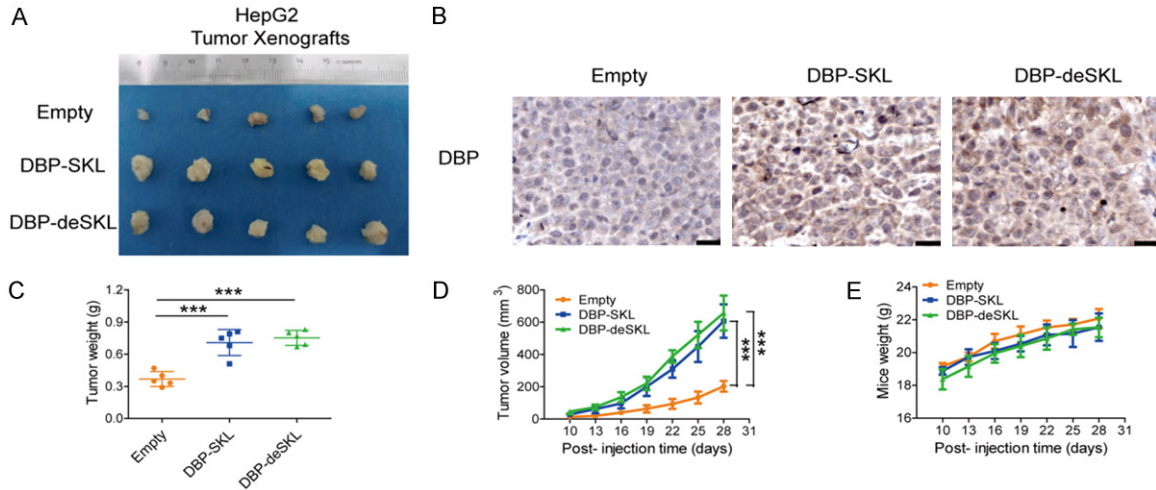 A
HepG2
Tumor Xenografts
Empty
DBP-SKL
DBP-deSKL
B
Empty
DBP-SKL
DBP-deSKL
DBP
C
Tumor weight (g)
1.2
0.9
0.6
0.3
0.0
***
***
Empty
DBP-SKL
DBP-deSKL
D
Tumor volume (mm³)
800
600
400
200
0
Empty
DBP-SKL
DBP-deSKL
***
***
10 13 16 19 22 25 28 31
Post- injection time (days)
E
Mice weight (g)
24
22
20
18
16
Empty
DBP-SKL
DBP-deSKL
10 13 16 22 25 28 31
Post- injection time (days)